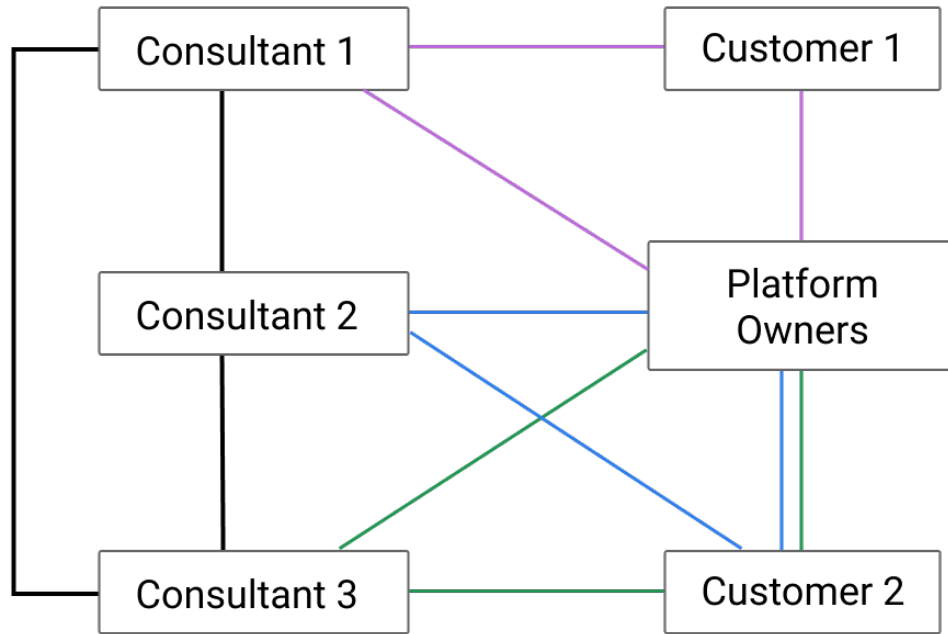 Consultant 1
Customer 1
Platform
Owners
Consultant 2
Consultant 3
Customer 2